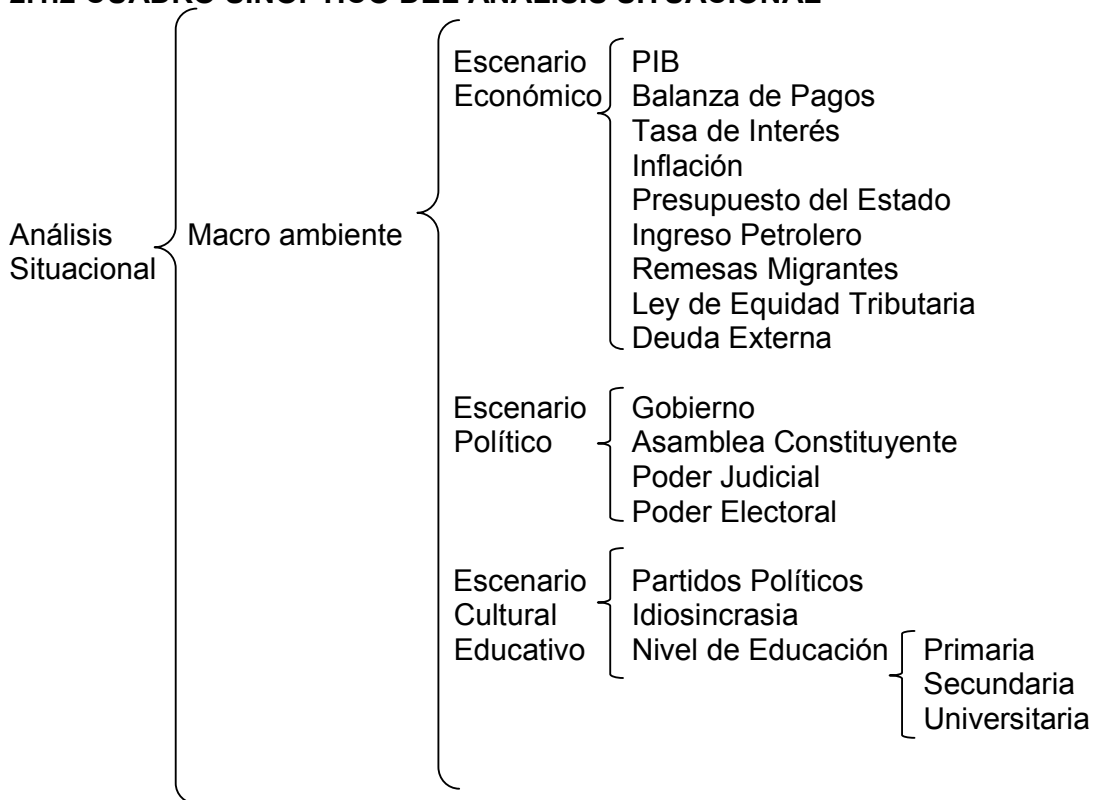 Escenario
Económico
PIB
Balanza de Pagos
Tasa de Interés
Inflación
Presupuesto del Estado
Ingreso Petrolero
Remesas Migrantes
Ley de Equidad Tributaria
Deuda Externa
Análisis
Situacional
Macro ambiente
Escenario
Político
Gobierno
Asamblea Constituyente
Poder Judicial
Poder Electoral
Escenario
Cultural
Educativo
Partidos Políticos
Idiosincrasia
Nivel de Educación
Primaria
Secundaria
Universitaria